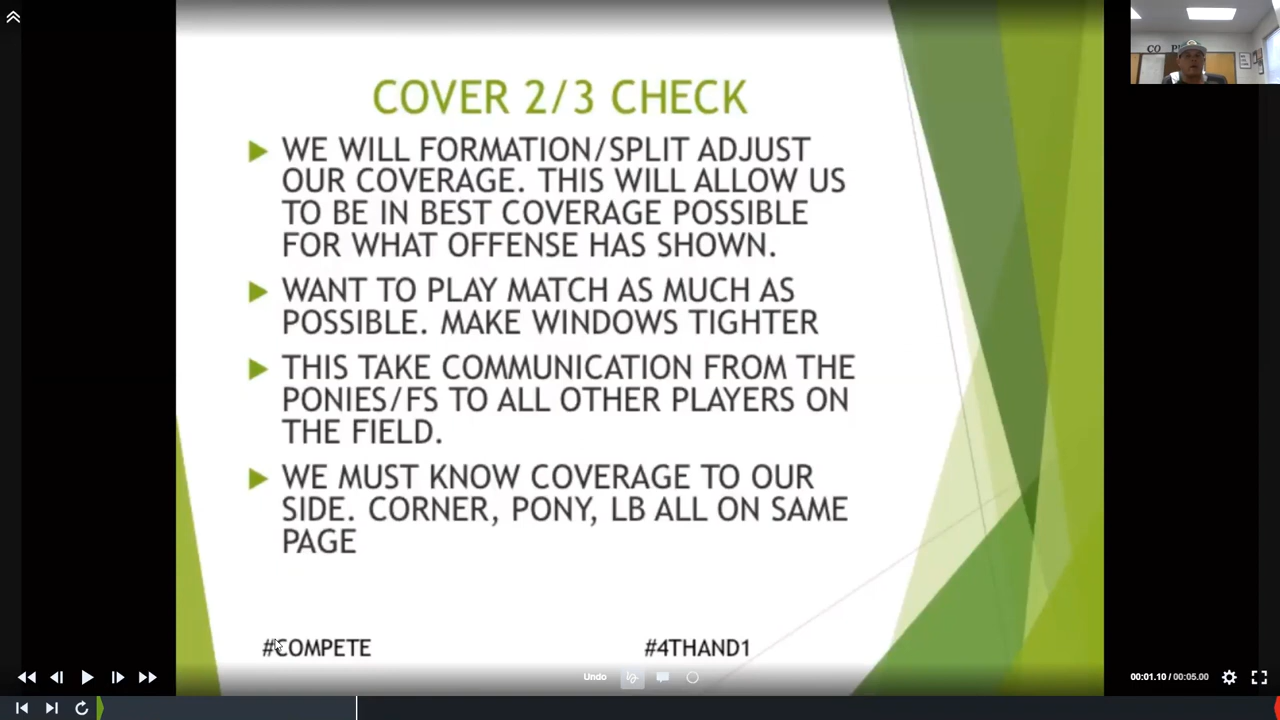 COVER 2/3 CHECK
WE WILL FORMATION/SPLIT ADJUST
OUR COVERAGE. THIS WILL ALLOW US
TO BE IN BEST COVERAGE POSSIBLE
FOR WHAT OFFENSE HAS SHOWN.
WANT TO PLAY MATCH AS MUCH AS
POSSIBLE. MAKE WINDOWS TIGHTER
THIS TAKE COMMUNICATION FROM THE
PONIES/FS TO ALL OTHER PLAYERS ON
THE FIELD.
WE MUST KNOW COVERAGE TO OUR
SIDE. CORNER, PONY, LB ALL ON SAME
PAGE
#COMPETE
#4THAND1
Undo
00:01.10 / 00:05.00